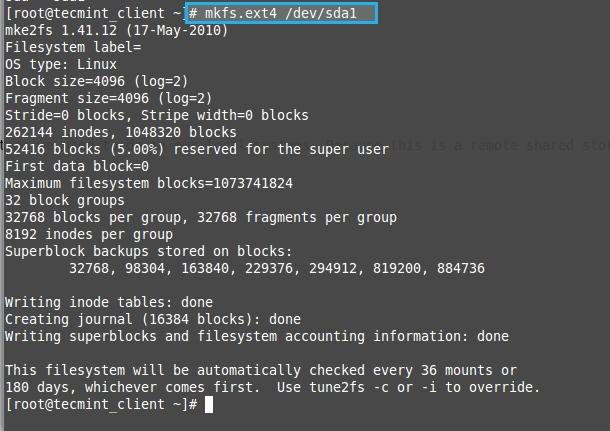 [root@tecmint_client ~]# mkfs.ext4 /dev/sda1
mke2fs 1.41.12 (17-May-2010)
Filesystem label=
OS type: Linux
Block size=4096 (log=2)
Fragment size=4096 (log=2)
Stride=0 blocks, Stripe width=0 blocks
262144 inodes, 1048320 blocks
52416 blocks (5.00%) reserved for the super user
this is a remote shared stor
First data block=0
Maximum filesystem blocks=1073741824
32 block groups
32768 blocks per group, 32768 fragments per group
8192 inodes per group
Superblock backups stored on blocks:
32768, 98304, 163840, 229376, 294912, 819200, 884736
Writing inode tables: done
Creating journal (16384 blocks): done
Writing superblocks and filesystem accounting information: done
This filesystem will be automatically checked every 36 mounts or
180 days, whichever comes first.  Use tune2fs -c or -i to override.
[root@tecmint_client ~]#